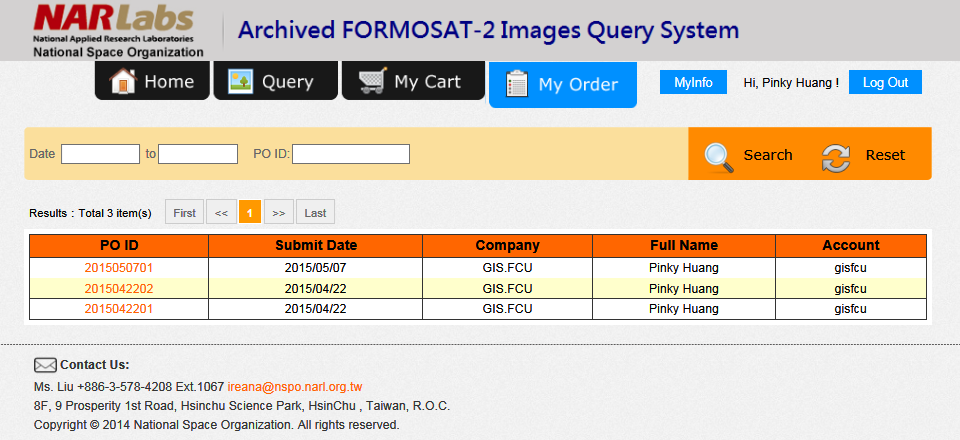 NARLabs
National Applied Research Laboratories
National Space Organization
Archived FORMOSAT-2 Images Query System
Home Query My Cart My Order MyInfo Hi, Pinky Huang ! Log Out
Date to PO ID: Search Reset
Results : Total 3 item(s) First << 1 >> Last
PO ID Submit Date Company Full Name Account
2015050701 2015/05/07 GIS.FCU Pinky Huang gisfcu
2015042202 2015/04/22 GIS.FCU Pinky Huang gisfcu
2015042201 2015/04/22 GIS.FCU Pinky Huang gisfcu
Contact Us:
Ms. Liu +886-3-578-4208 Ext.1067 ireana@nspo.narl.org.tw
8F, 9 Prosperity 1st Road, Hsinchu Science Park, HsinChu , Taiwan, R.O.C.
Copyright © 2014 National Space Organization. All rights reserved.